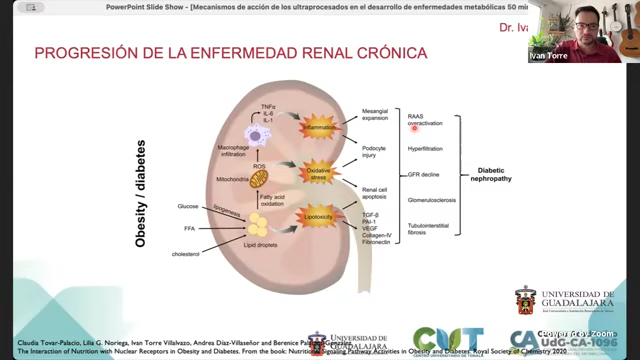 PowerPoint Slide Show - [Mecanismos de acción de los ultraprocesados en el desarrollo de enfermedades metabólicas 50 min
Dr. Iva
Ivan Torre
PROGRESIÓN DE LA ENFERMEDAD RENAL CRÓNICA
Obesity / diabetes
TNFα
IL-6
IL-1
Macrophage
infiltration
ROS
Mitochondria
Fatty acid
oxidation
Glucose
lipogenesis
FFA
cholesterol
Lipid droplets
Inflammation
Oxidative
stress
Lipotoxicity
Mesangial
expansion
Podocyte
injury
Renal cell
apoptosis
TGF-β
PAI-1
VEGF
Collagen-IV
Fibronectin
RAAS
overactivation
Hyperfiltration
GFR decline
Glomerulosclerosis
Tubulointerstitial
fibrosis
Diabetic
nephropathy
UNIVERSIDAD DE
GUADALAJARA
UNIVERSIDAD DE
GUADALAJARA
Claudia Tovar-Palacio, Lilia G. Noriega, Ivan Torre Villalvazo, Andrea Díaz-Villaseñor and Berenice
The Interaction of Nutrition with Nuclear Receptors in Obesity and Diabetes. From the book: Nutritional Signaling Pathway Activities in Obesity and Diabetes. Royal Society of Chemistry 2020.
UdG-CA-1096
Zoom